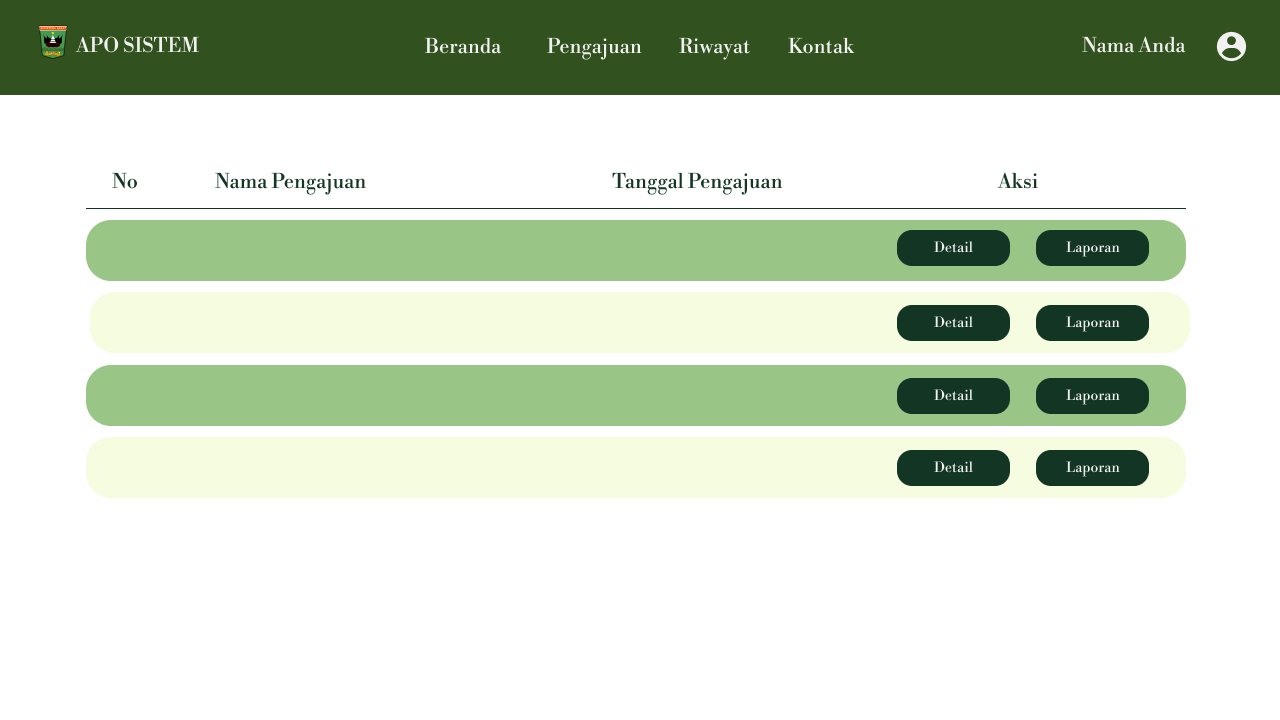 APO SISTEM Beranda Pengajuan Riwayat Kontak Nama Anda
No Nama Pengajuan Tanggal Pengajuan Aksi
Detail Laporan
Detail Laporan
Detail Laporan
Detail Laporan